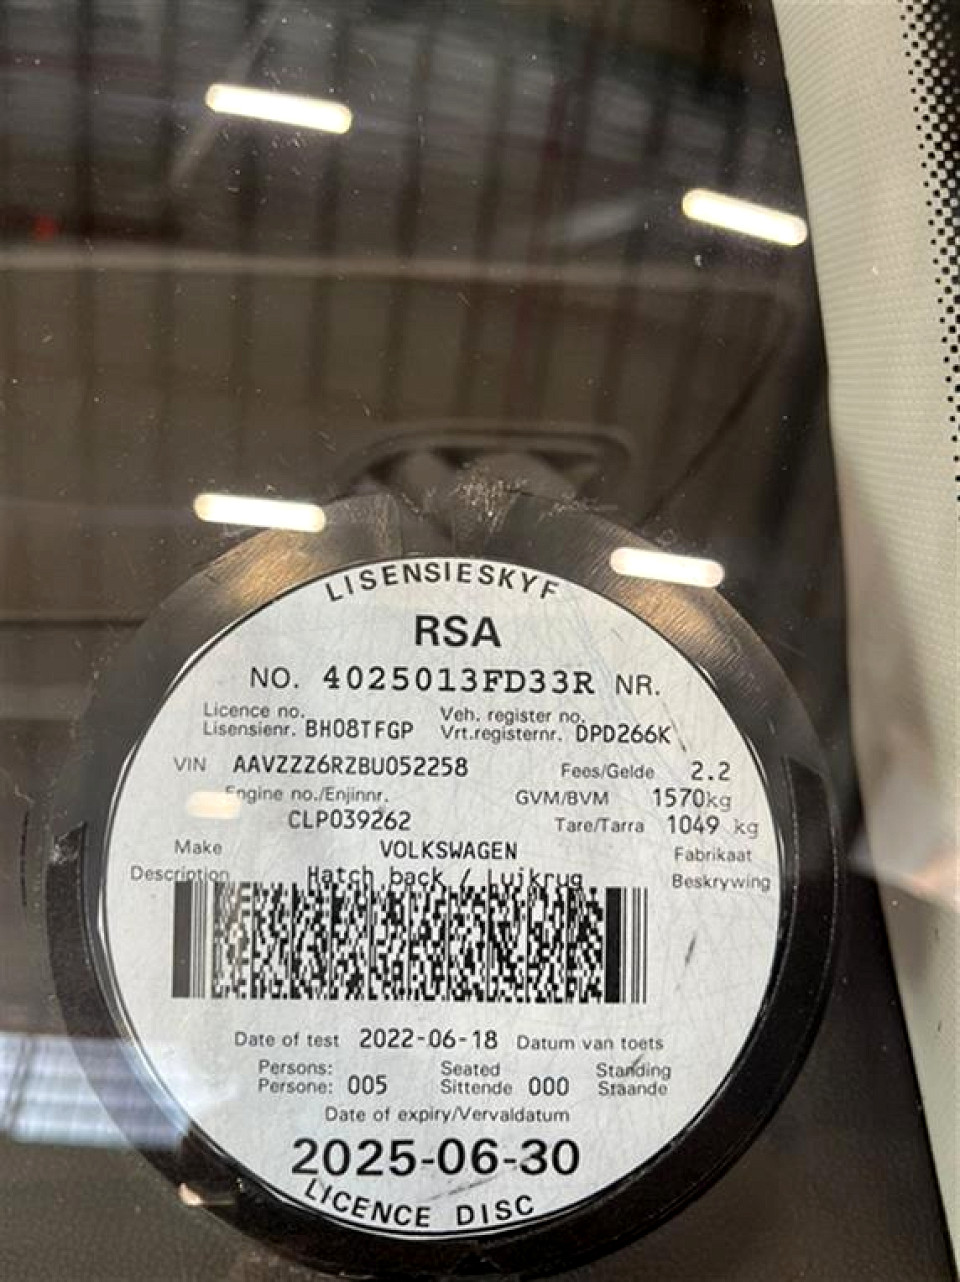 LISENSIESKYF
RSA
NO. 4025013FD33R NR.
Licence no. Veh. register no.
Lisensienr. BH08TFGP Vrt.registernr. DPD266K
VIN AAVZZZ6RZBU052258 Fees/Gelde 2.2
Engine no./Enjinnr. GVM/BVM 1570kg
CLP039262 Tare/Tarra 1049 kg
Make VOLKSWAGEN Fabrikaat
Description Hatch back / Luikrug Beskrywing
Date of test 2022-06-18 Datum van toets
Persons: Seated Standing
Persone: 005 Sittende 000 Staande
Date of expiry/Vervaldatum
2025-06-30
LICENCE DISC